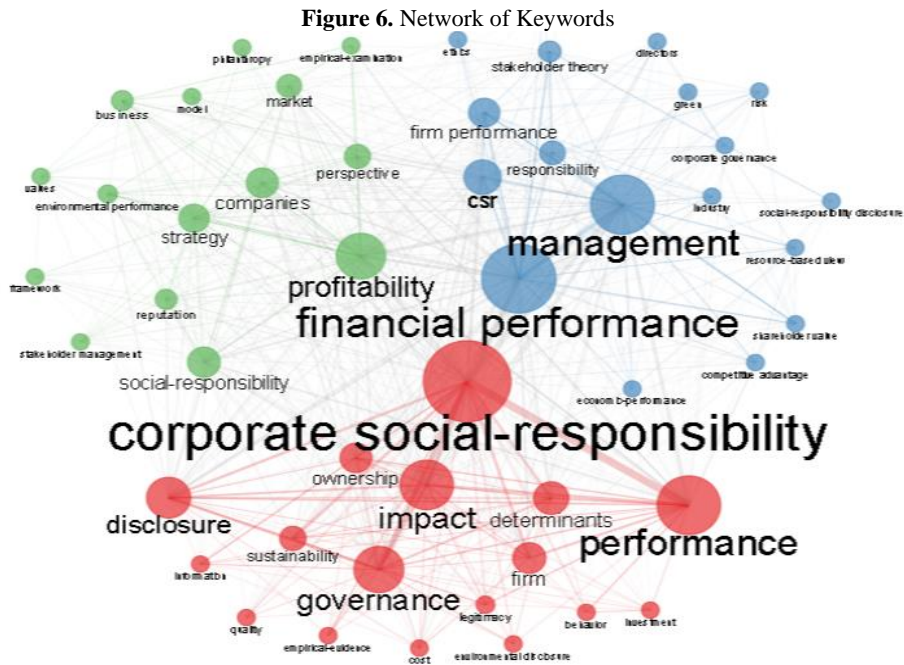 Figure 6. Network of Keywords
philanthropy
empirical-examination
ethics
stakeholder theory
directors
business
model
market
firm performance
green
risk
perspective
responsibility
corporate governance
values
environmental performance
companies
csr
industry
social-responsibility disclosure
strategy
management
resource-based view
framework
profitability
reputation
financial performance
shareholder value
stakeholder management
social-responsibility
competitive advantage
economic-performance
corporate social-responsibility
ownership
disclosure
impact
determinants
performance
sustainability
information
firm
governance
legitimacy
quality
behavior
investment
empirical-evidence
cost
environmental disclosure